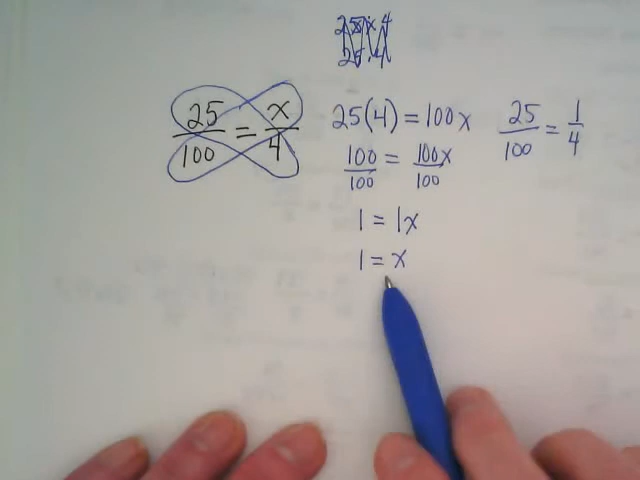 25/100 = x/4
25(4) = 100x
100/100 = 100x/100
1 = 1x
1 = x
25/100 = 1/4